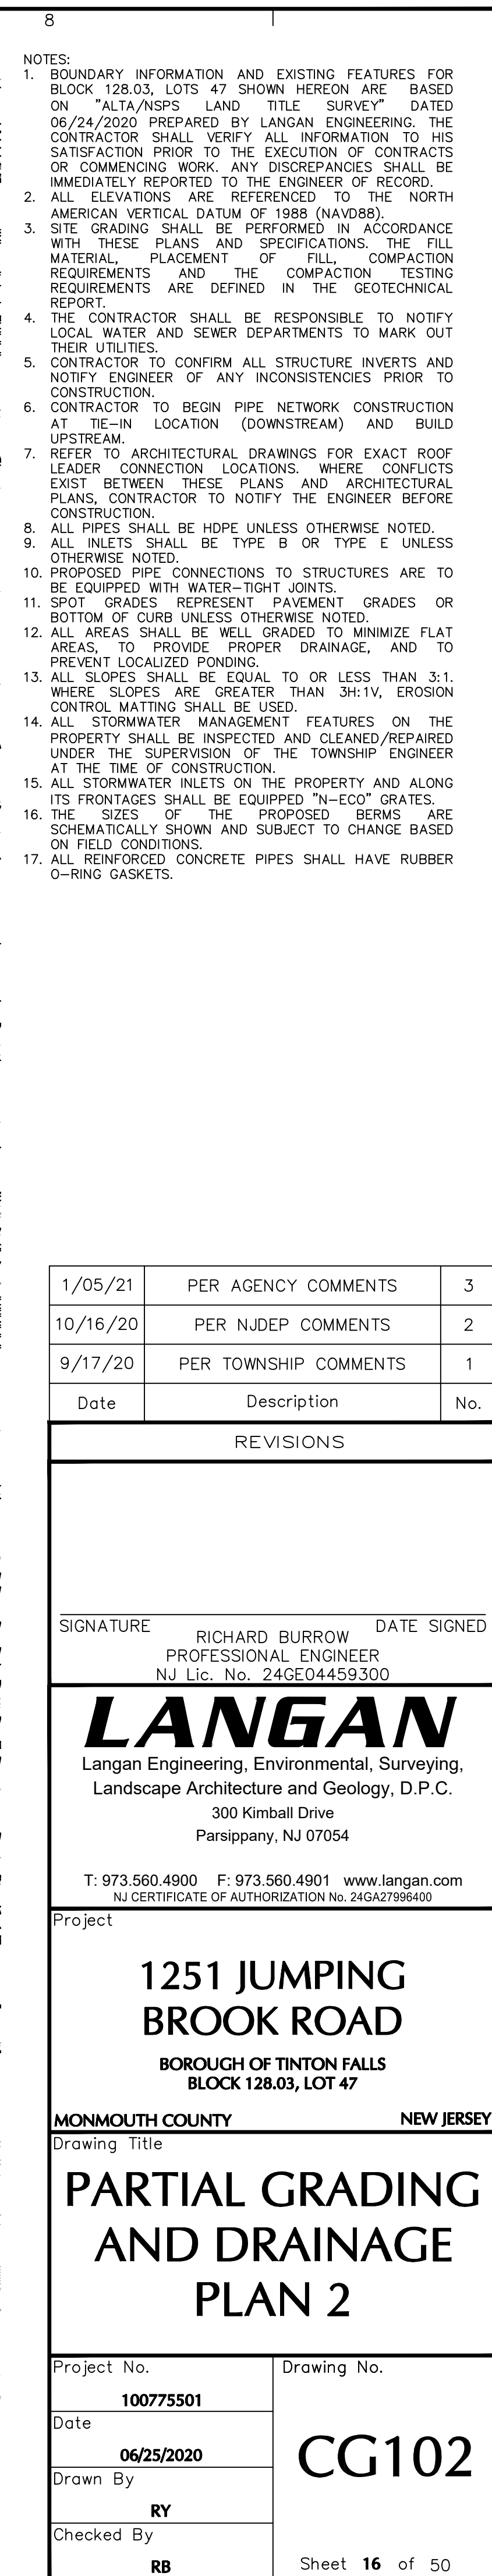 8
NOTES:
1. BOUNDARY INFORMATION AND EXISTING FEATURES FOR
BLOCK 128.03, LOTS 47 SHOWN HEREON ARE BASED
ON "ALTA/NSPS LAND TITLE SURVEY" DATED
06/24/2020 PREPARED BY LANGAN ENGINEERING. THE
CONTRACTOR SHALL VERIFY ALL INFORMATION TO HIS
SATISFACTION PRIOR TO THE EXECUTION OF CONTRACTS
OR COMMENCING WORK. ANY DISCREPANCIES SHALL BE
IMMEDIATELY REPORTED TO THE ENGINEER OF RECORD.
2. ALL ELEVATIONS ARE REFERENCED TO THE NORTH
AMERICAN VERTICAL DATUM OF 1988 (NAVD88).
3. SITE GRADING SHALL BE PERFORMED IN ACCORDANCE
WITH THESE PLANS AND SPECIFICATIONS. THE FILL
MATERIAL, PLACEMENT OF FILL, COMPACTION
REQUIREMENTS AND THE COMPACTION TESTING
REQUIREMENTS ARE DEFINED IN THE GEOTECHNICAL
REPORT.
4. THE CONTRACTOR SHALL BE RESPONSIBLE TO NOTIFY
LOCAL WATER AND SEWER DEPARTMENTS TO MARK OUT
THEIR UTILITIES.
5. CONTRACTOR TO CONFIRM ALL STRUCTURE INVERTS AND
NOTIFY ENGINEER OF ANY INCONSISTENCIES PRIOR TO
CONSTRUCTION.
6. CONTRACTOR TO BEGIN PIPE NETWORK CONSTRUCTION
AT TIE-IN LOCATION (DOWNSTREAM) AND BUILD
UPSTREAM.
7. REFER TO ARCHITECTURAL DRAWINGS FOR EXACT ROOF
LEADER CONNECTION LOCATIONS. WHERE CONFLICTS
EXIST BETWEEN THESE PLANS AND ARCHITECTURAL
PLANS, CONTRACTOR TO NOTIFY THE ENGINEER BEFORE
CONSTRUCTION.
8. ALL PIPES SHALL BE HDPE UNLESS OTHERWISE NOTED.
9. ALL INLETS SHALL BE TYPE B OR TYPE E UNLESS
OTHERWISE NOTED.
10. PROPOSED PIPE CONNECTIONS TO STRUCTURES ARE TO
BE EQUIPPED WITH WATER-TIGHT JOINTS.
11. SPOT GRADES REPRESENT PAVEMENT GRADES OR
BOTTOM OF CURB UNLESS OTHERWISE NOTED.
12. ALL AREAS SHALL BE WELL GRADED TO MINIMIZE FLAT
AREAS, TO PROVIDE PROPER DRAINAGE, AND TO
PREVENT LOCALIZED PONDING.
13. ALL SLOPES SHALL BE EQUAL TO OR LESS THAN 3:1.
WHERE SLOPES ARE GREATER THAN 3H:1V, EROSION
CONTROL MATTING SHALL BE USED.
14. ALL STORMWATER MANAGEMENT FEATURES ON THE
PROPERTY SHALL BE INSPECTED AND CLEANED/REPAIRED
UNDER THE SUPERVISION OF THE TOWNSHIP ENGINEER
AT THE TIME OF CONSTRUCTION.
15. ALL STORMWATER INLETS ON THE PROPERTY AND ALONG
ITS FRONTAGES SHALL BE EQUIPPED "N-ECO" GRATES.
16. THE SIZES OF THE PROPOSED BERMS ARE
SCHEMATICALLY SHOWN AND SUBJECT TO CHANGE BASED
ON FIELD CONDITIONS.
17. ALL REINFORCED CONCRETE PIPES SHALL HAVE RUBBER
O-RING GASKETS.
1/05/21 PER AGENCY COMMENTS 3
10/16/20 PER NJDEP COMMENTS 2
9/17/20 PER TOWNSHIP COMMENTS 1
Date Description No.
REVISIONS
SIGNATURE DATE SIGNED
RICHARD BURROW
PROFESSIONAL ENGINEER
NJ Lic. No. 24GE04459300
LANGAN
Langan Engineering, Environmental, Surveying,
Landscape Architecture and Geology, D.P.C.
300 Kimball Drive
Parsippany, NJ 07054
T: 973.560.4900 F: 973.560.4901 www.langan.com
NJ CERTIFICATE OF AUTHORIZATION No. 24GA27996400
Project
1251 JUMPING
BROOK ROAD
BOROUGH OF TINTON FALLS
BLOCK 128.03, LOT 47
MONMOUTH COUNTY NEW JERSEY
Drawing Title
PARTIAL GRADING
AND DRAINAGE
PLAN 2
Project No.
100775501
Date
06/25/2020
Drawn By
RY
Checked By
RB
Drawing No.
CG102
Sheet 16 of 50